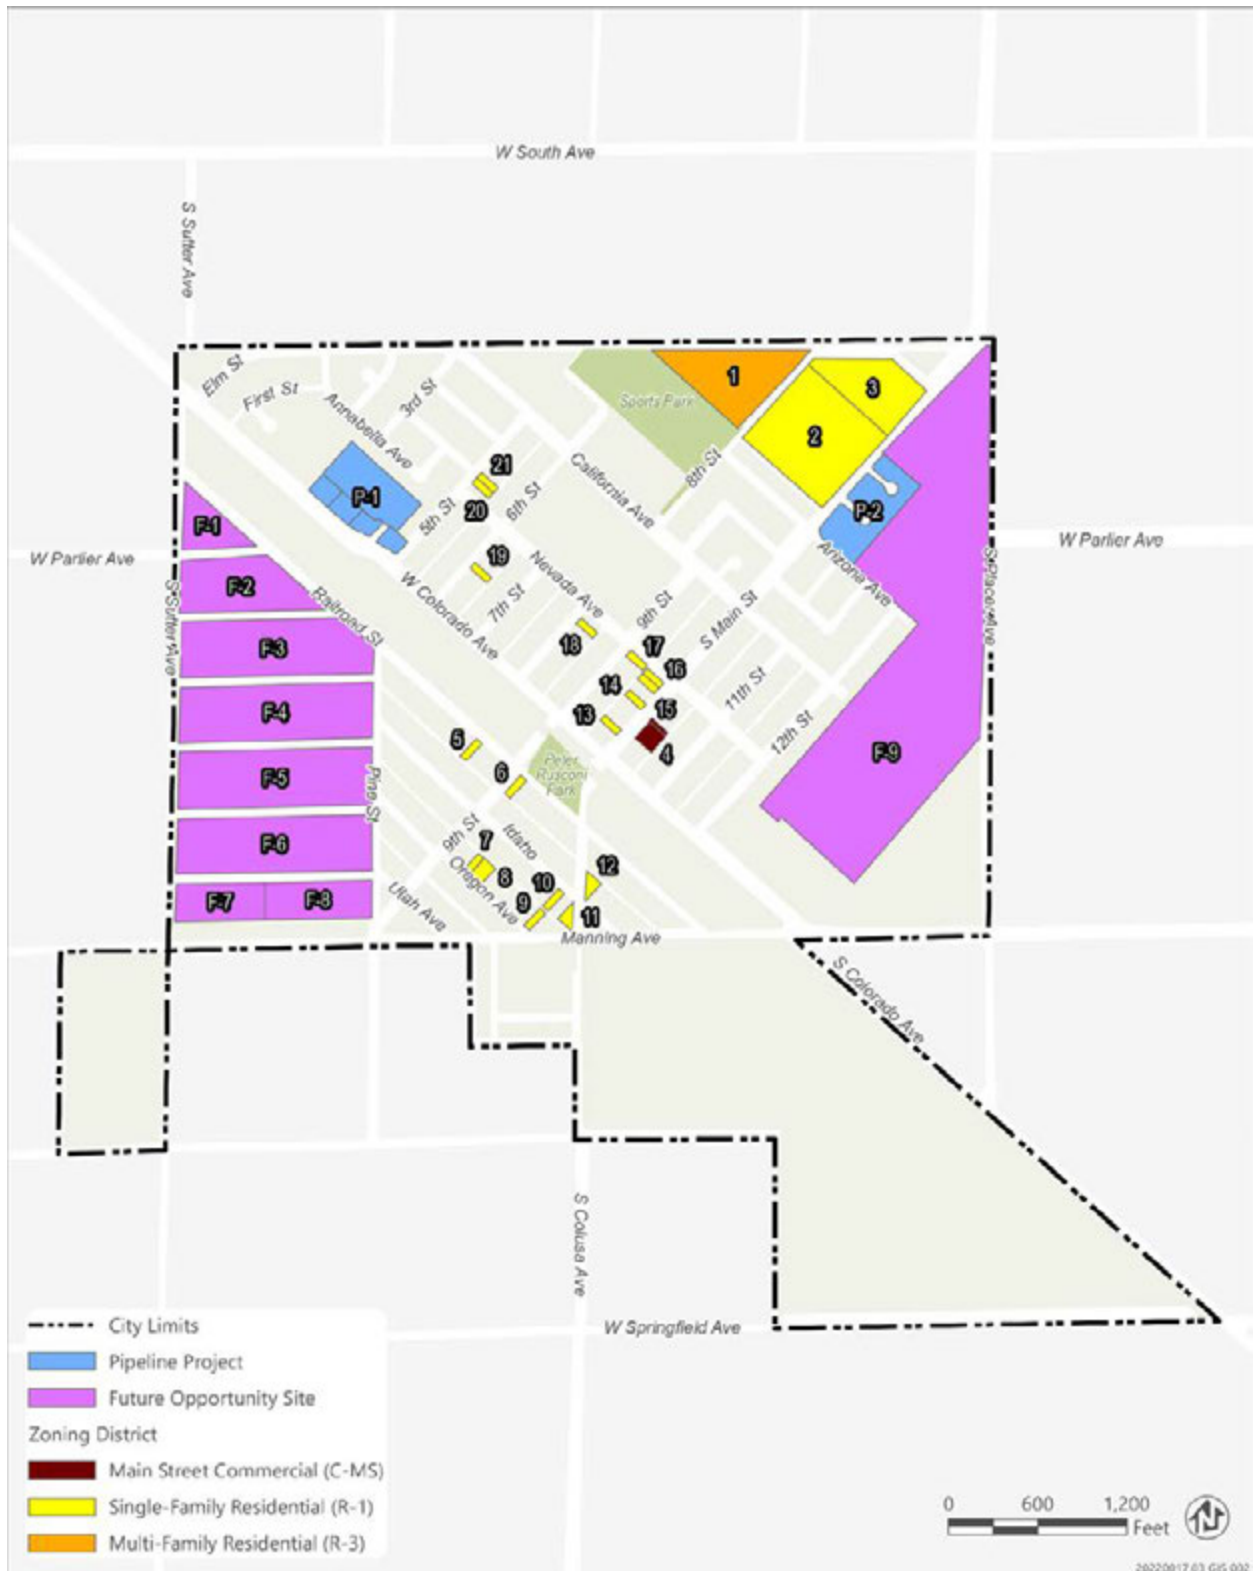 W South Ave
S Sutter Ave
Elm St
First St
Annabella Ave
3rd St
Sports Park
1
3
2
8th St
California Ave
21
20
5th St
6th St
P-1
P-2
W Parlier Ave
W Parlier Ave
F-1
F-2
F-3
F-4
F-5
F-6
F-7
F-8
F-9
S Sutter Ave
Railroad St
W Colorado Ave
19
7th St
Nevada Ave
9th St
S Main St
Arizona Ave
S Placer Ave
18
17
16
14
15
13
4
11th St
12th St
5
6
Peter
Rusconi
Park
Pine St
9th St
Idaho
7
8
Oregon Ave
Utah Ave
9
10
11
12
Manning Ave
S Colorado Ave
S Colusa Ave
W Springfield Ave
City Limits
Pipeline Project
Future Opportunity Site
Zoning District
Main Street Commercial (C-MS)
Single-Family Residential (R-1)
Multi-Family Residential (R-3)
0 600 1,200
Feet